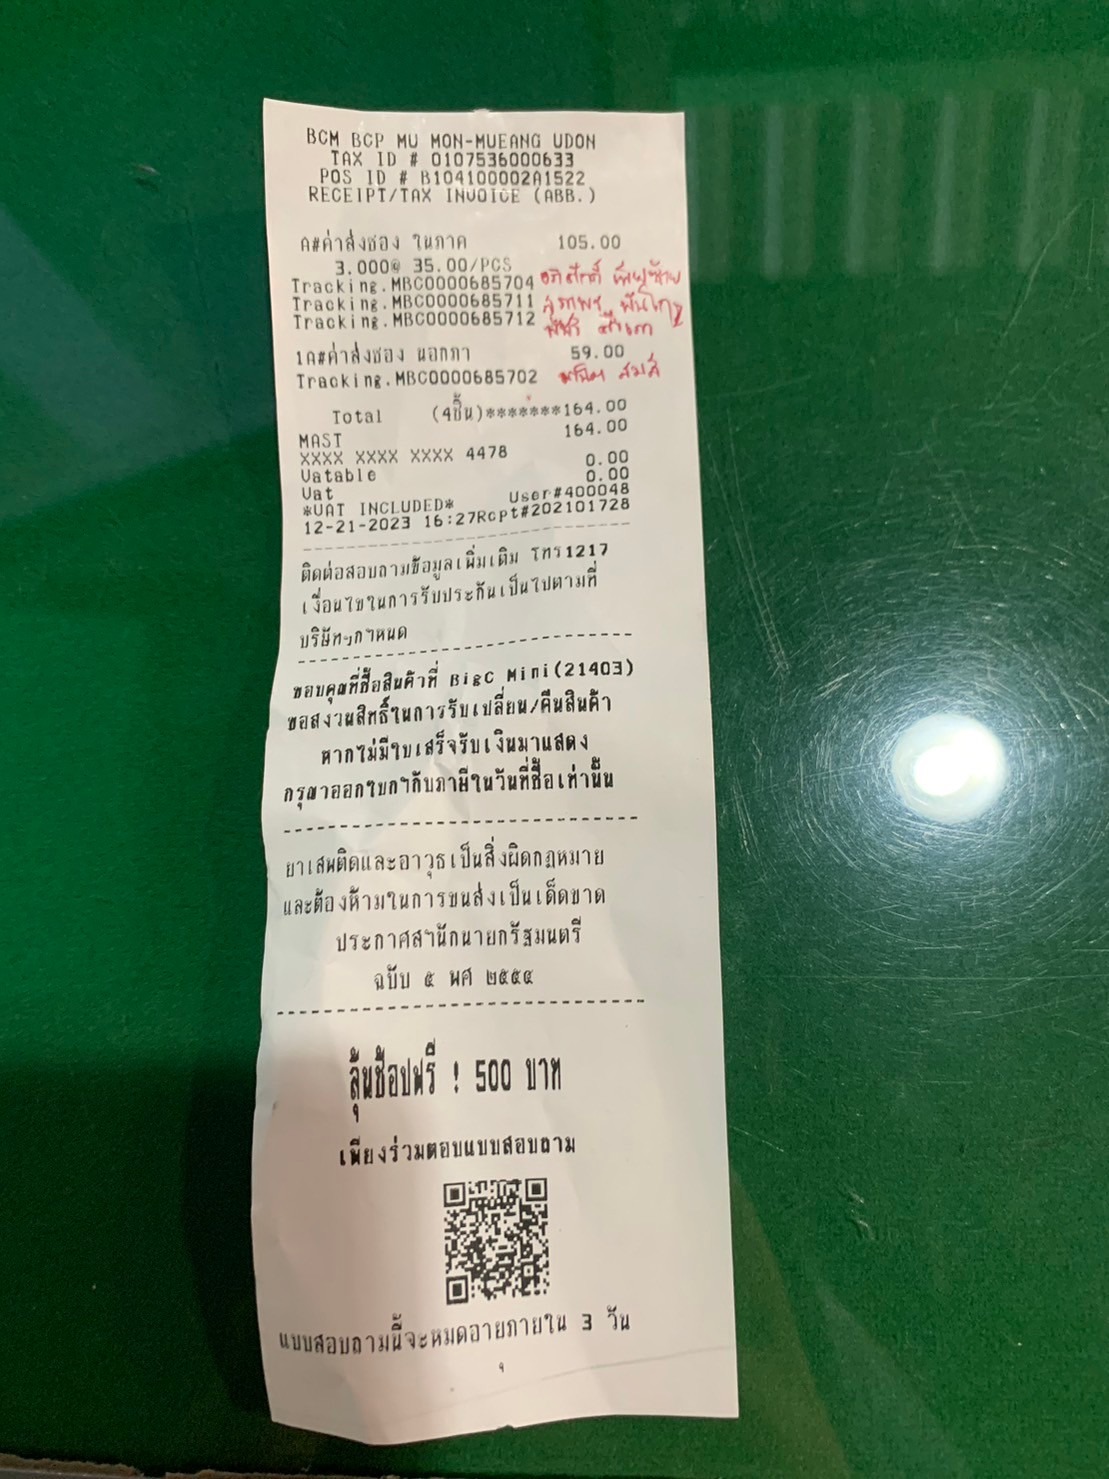 BCM BCP MU MON-MUEANG UDON
TAX ID # 0107536000633
POS ID # B104100002A1522
RECEIPT/TAX INVOICE (ABB.)
A#ค่าส่งซอง ในภาค 105.00
3.000@ 35.00/PCS
Tracking.MBC0000685704
Tracking.MBC0000685711
Tracking.MBC0000685712
1A#ค่าส่งซอง นอกภา 59.00
Tracking.MBC0000685702
Total (4ชิ้น)*******164.00
MAST 164.00
XXXX XXXX XXXX 4478
Vatable 0.00
Vat 0.00
*VAT INCLUDED* User#400048
12-21-2023 16:27Rcpt#202101728
ติดต่อสอบถามข้อมูลเพิ่มเติม โทร1217
เงื่อนไขในการรับประกันเป็นไปตามที่
บริษัทฯกำหนด
ขอบคุณที่ซื้อสินค้าที่ BigC Mini(21403)
ขอสงวนสิทธิ์ในการรับเปลี่ยน/คืนสินค้า
หากไม่มีใบเสร็จรับเงินมาแสดง
กรุณาออกใบกำกับภาษีในวันที่ซื้อเท่านั้น
ยาเสพติดและอาวุธเป็นสิ่งผิดกฎหมาย
และต้องห้ามในการขนส่งเป็นเด็ดขาด
ประกาศสำนักนายกรัฐมนตรี
ฉบับ ๕ พศ ๒๕๕๔
ลุ้นช้อปฟรี ! 500 บาท
เพียงร่วมตอบแบบสอบถาม
แบบสอบถามนี้จะหมดอายุภายใน 3 วัน